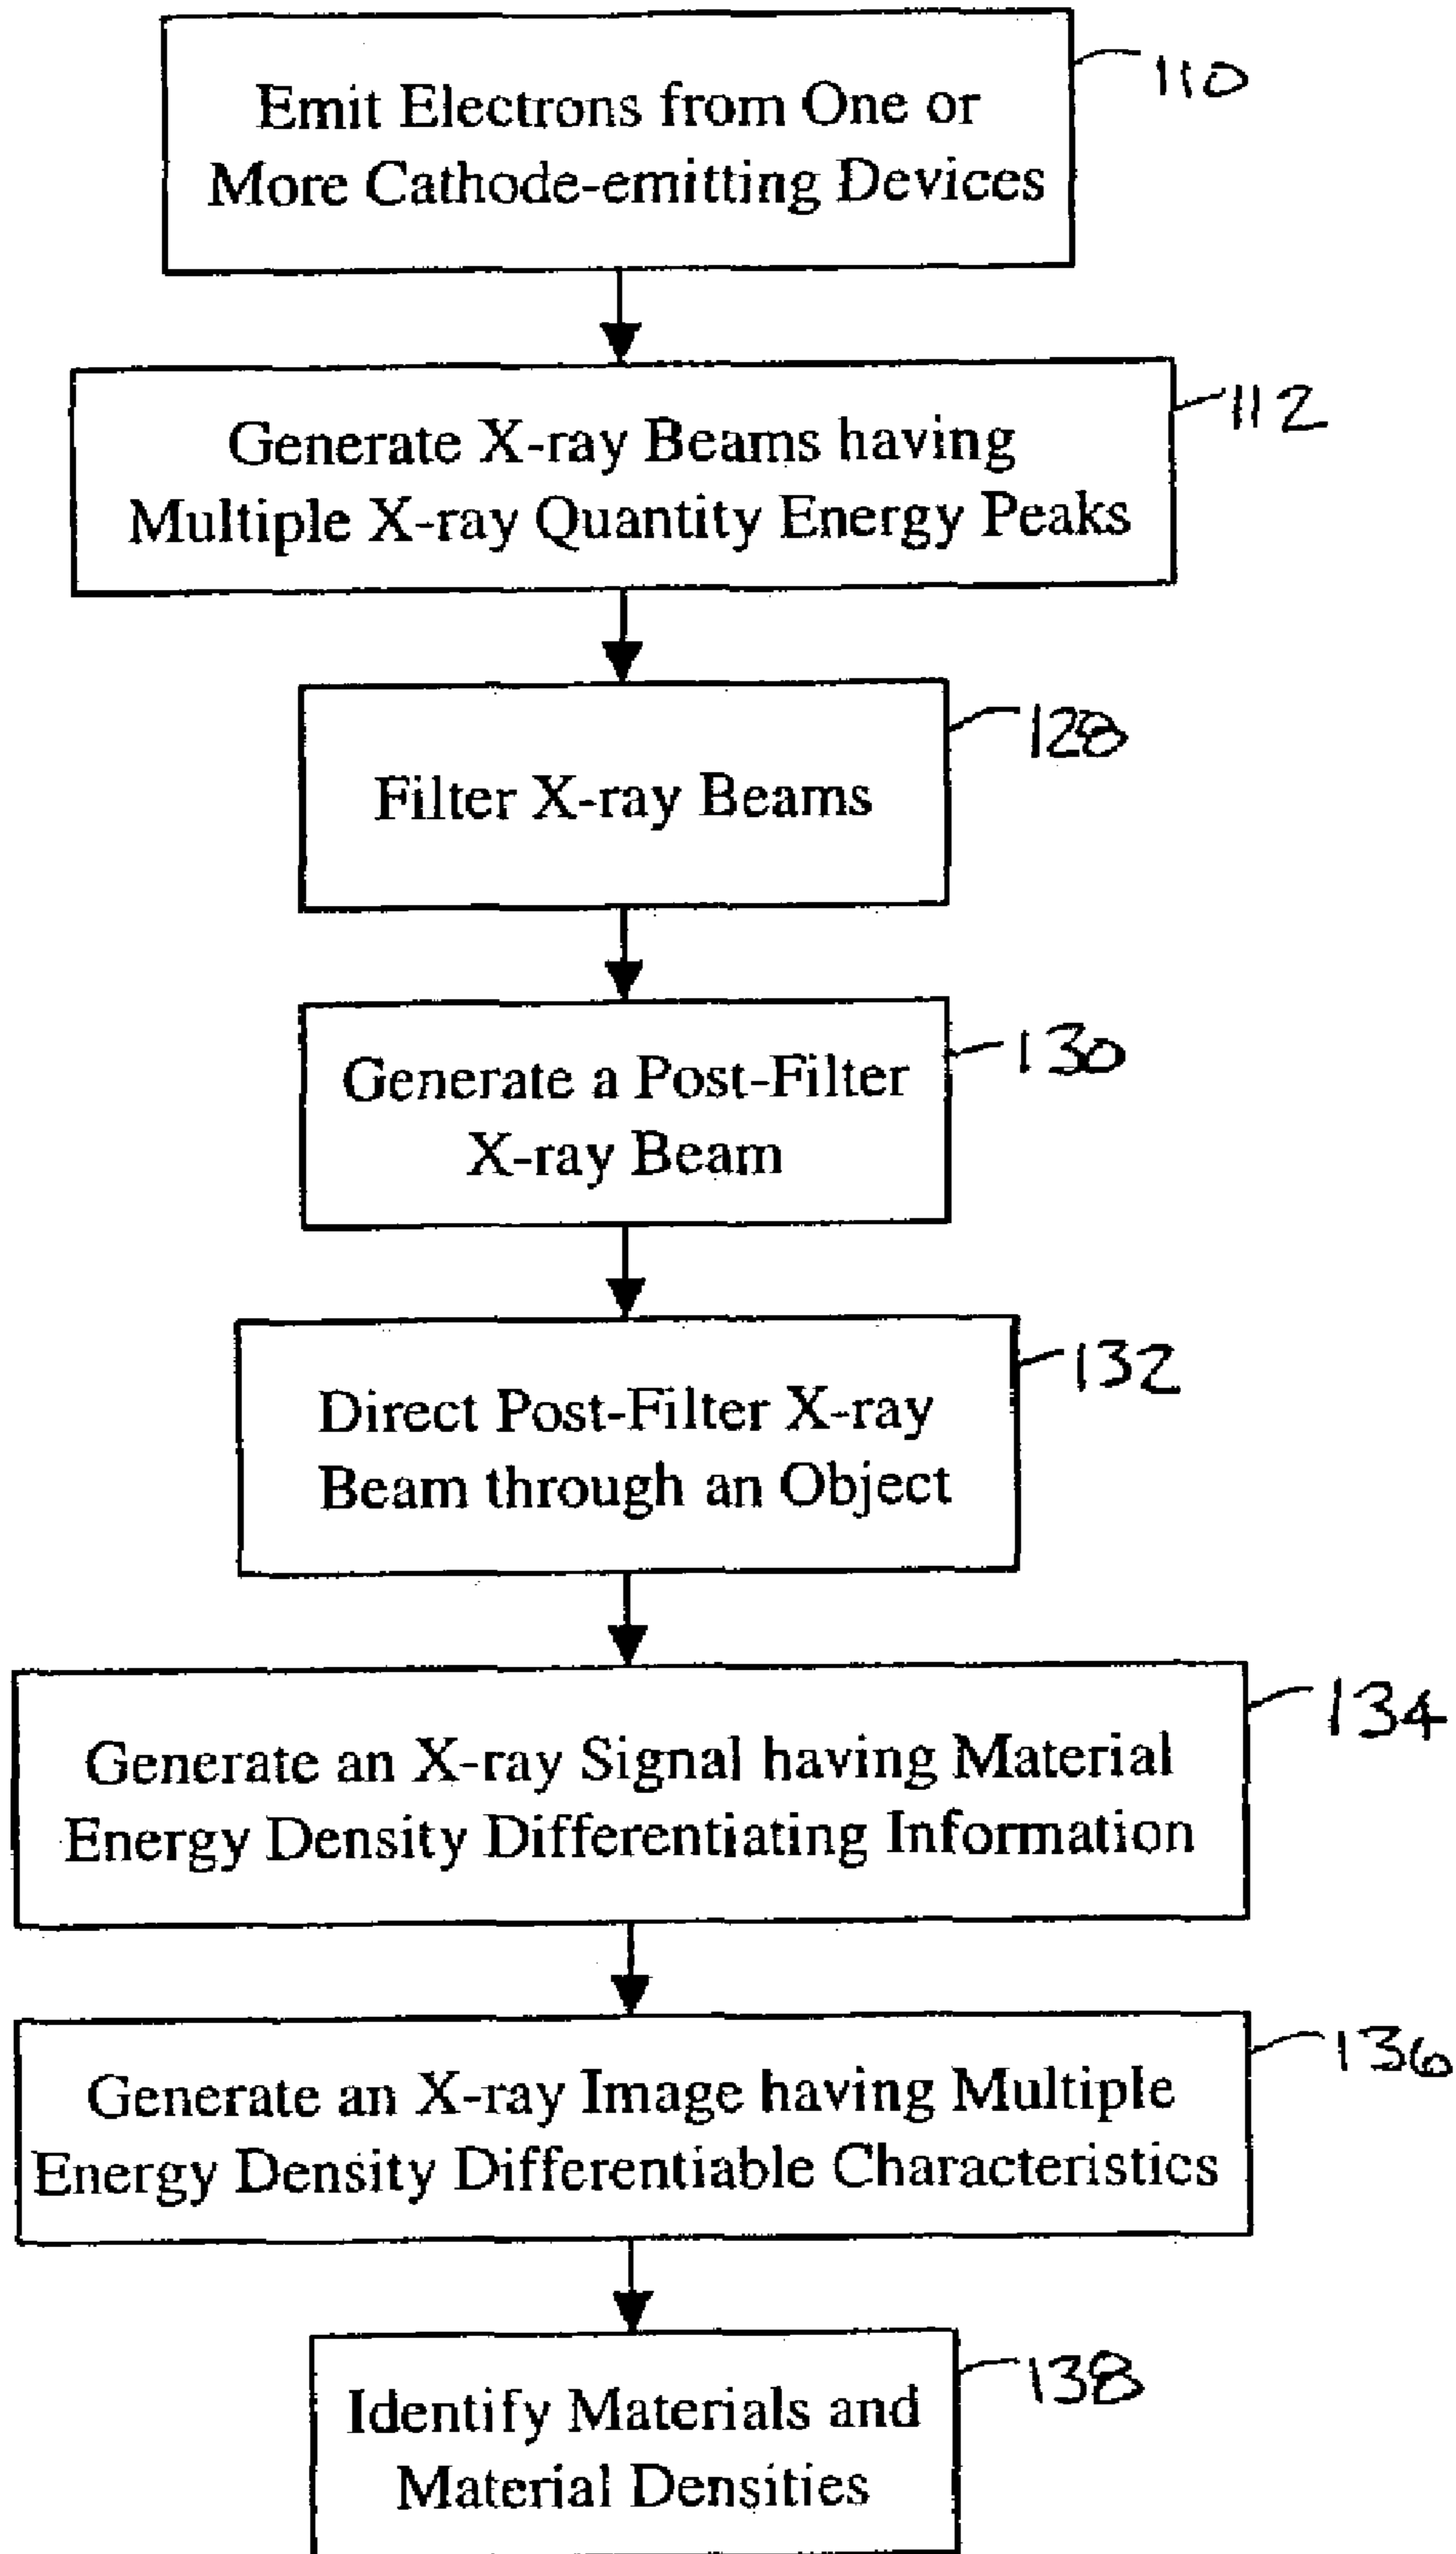 Emit Electrons from One or
More Cathode-emitting Devices
110
Generate X-ray Beams having
Multiple X-ray Quantity Energy Peaks
112
Filter X-ray Beams
128
Generate a Post-Filter
X-ray Beam
130
Direct Post-Filter X-ray
Beam through an Object
132
Generate an X-ray Signal having Material
Energy Density Differentiating Information
134
Generate an X-ray Image having Multiple
Energy Density Differentiable Characteristics
136
Identify Materials and
Material Densities
138